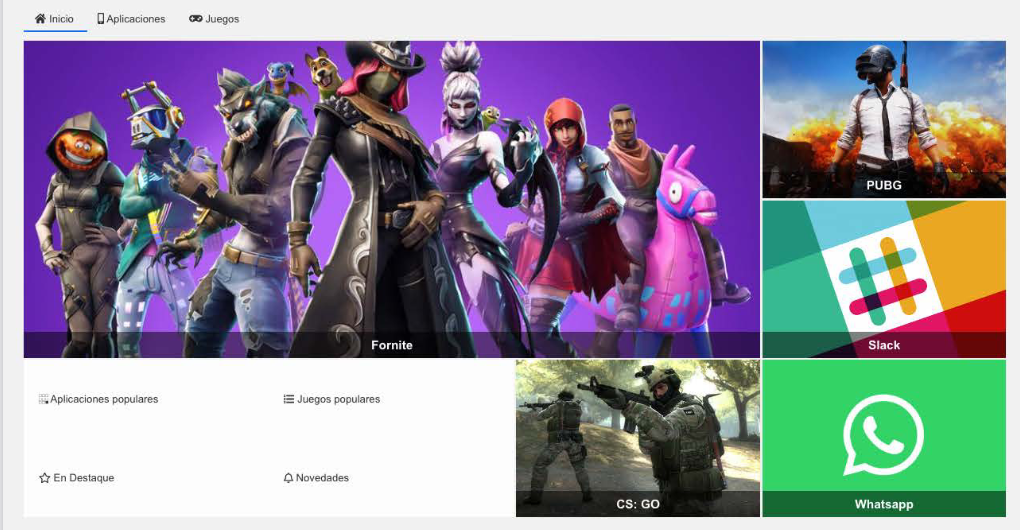 Inicio
Aplicaciones
Juegos
Fornite
PUBG
Slack
Aplicaciones populares
Juegos populares
En Destaque
Novedades
CS: GO
Whatsapp